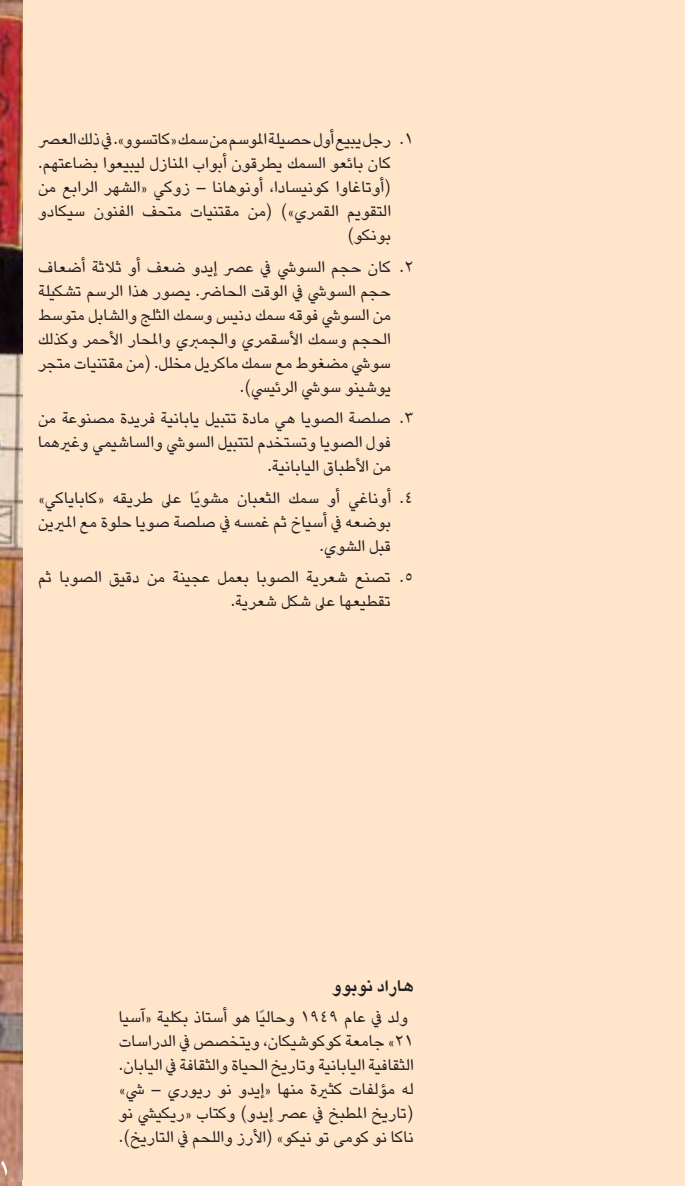 ١. رجل يبيع أول حصيلة الموسم من سمك «كاتسوو». في ذلك العصر
كان بائعو السمك يطرقون أبواب المنازل ليبيعوا بضاعتهم.
(أوتاغاوا كونيسادا، أونوهانا – زوكي «الشهر الرابع من
التقويم القمري») (من مقتنيات متحف الفنون سيكادو
بونكو)
٢. كان حجم السوشي في عصر إيدو ضعف أو ثلاثة أضعاف
حجم السوشي في الوقت الحاضر. يصور هذا الرسم تشكيلة
من السوشي فوقه سمك دنيس وسمك الثلج والشابل متوسط
الحجم وسمك الأسقمري والجمبري والمحار الأحمر وكذلك
سوشي مضغوط مع سمك ماكريل مخلل. (من مقتنيات متجر
يوشينو سوشي الرئيسي).
٣. صلصة الصويا هي مادة تتبيل يابانية فريدة مصنوعة من
فول الصويا وتستخدم لتتبيل السوشي والساشيمي وغيرهما
من الأطباق اليابانية.
٤. أوناغي أو سمك الثعبان مشويًا على طريقه «كاباياكي»
بوضعه في أسياخ ثم غمسه في صلصة صويا حلوة مع الميرين
قبل الشوي.
٥. تصنع شعرية الصوبا بعمل عجينة من دقيق الصوبا ثم
تقطيعها على شكل شعرية.
هاراد نوبوو
ولد في عام ١٩٤٩ وحاليًا هو أستاذ بكلية «آسيا
٢١» جامعة كوكوشيكان، ويتخصص في الدراسات
الثقافية اليابانية وتاريخ الحياة والثقافة في اليابان.
له مؤلفات كثيرة منها «إيدو نو ريوري – شي»
(تاريخ المطبخ في عصر إيدو) وكتاب «ريكيشي نو
ناكا نو كومى تو نيكو» (الأرز واللحم في التاريخ).